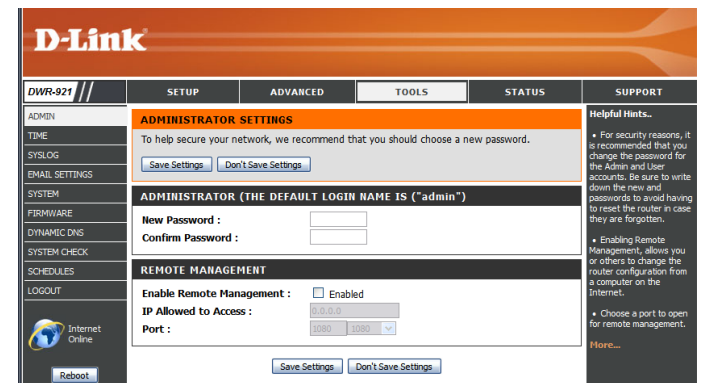 D-Link
DWR-921 // SETUP ADVANCED TOOLS STATUS SUPPORT
ADMIN
TIME
SYSLOG
EMAIL SETTINGS
SYSTEM
FIRMWARE
DYNAMIC DNS
SYSTEM CHECK
SCHEDULES
LOGOUT
Internet
Online
Reboot
ADMINISTRATOR SETTINGS
To help secure your network, we recommend that you should choose a new password.
Save Settings Don't Save Settings
ADMINISTRATOR (THE DEFAULT LOGIN NAME IS ("admin")
New Password :
Confirm Password :
REMOTE MANAGEMENT
Enable Remote Management : Enabled
IP Allowed to Access : 0.0.0.0
Port : 1080 1080
Save Settings Don't Save Settings
Helpful Hints..
• For security reasons, it
is recommended that you
change the password for
the Admin and User
accounts. Be sure to write
down the new and
passwords to avoid having
to reset the router in case
they are forgotten.
• Enabling Remote
Management, allows you
or others to change the
router configuration from
a computer on the
Internet.
• Choose a port to open
for remote management.
More...